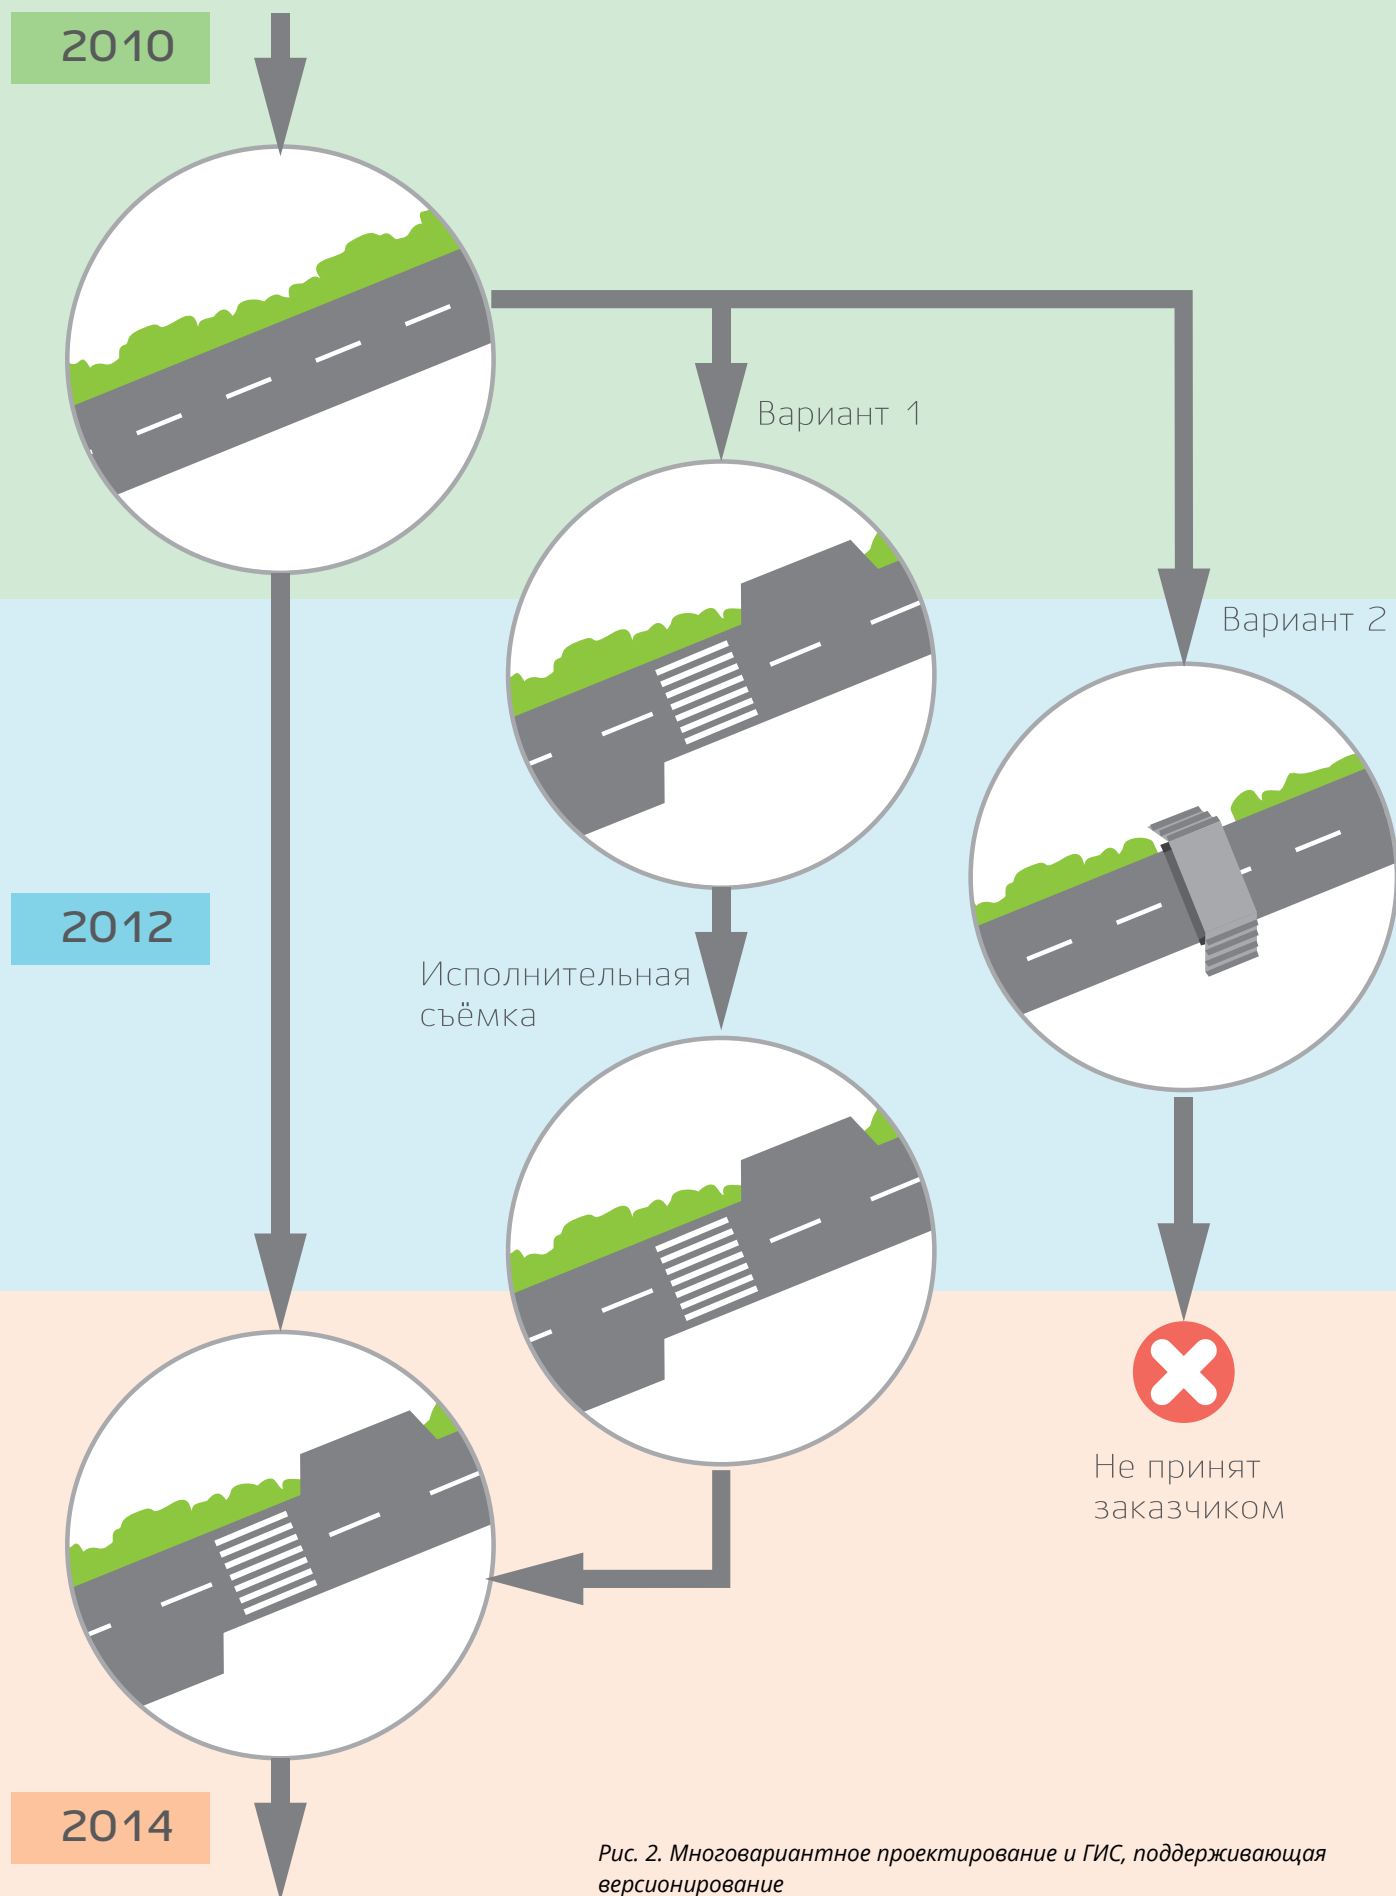 2010
Вариант 1
Вариант 2
2012
Исполнительная
съёмка
Не принят
заказчиком
2014
Рис. 2. Многовариантное проектирование и ГИС, поддерживающая
версионирование